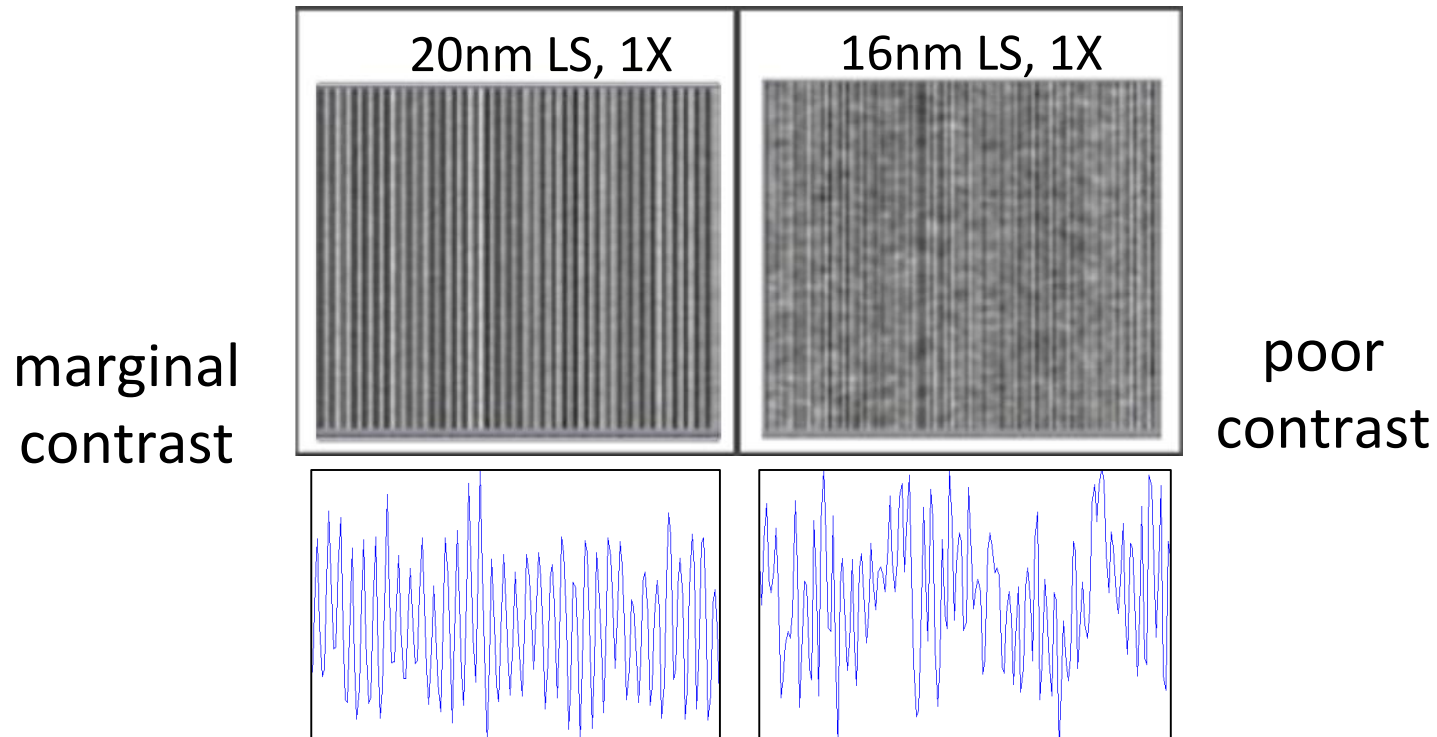 20nm LS, 1X
16nm LS, 1X
marginal
contrast
poor
contrast